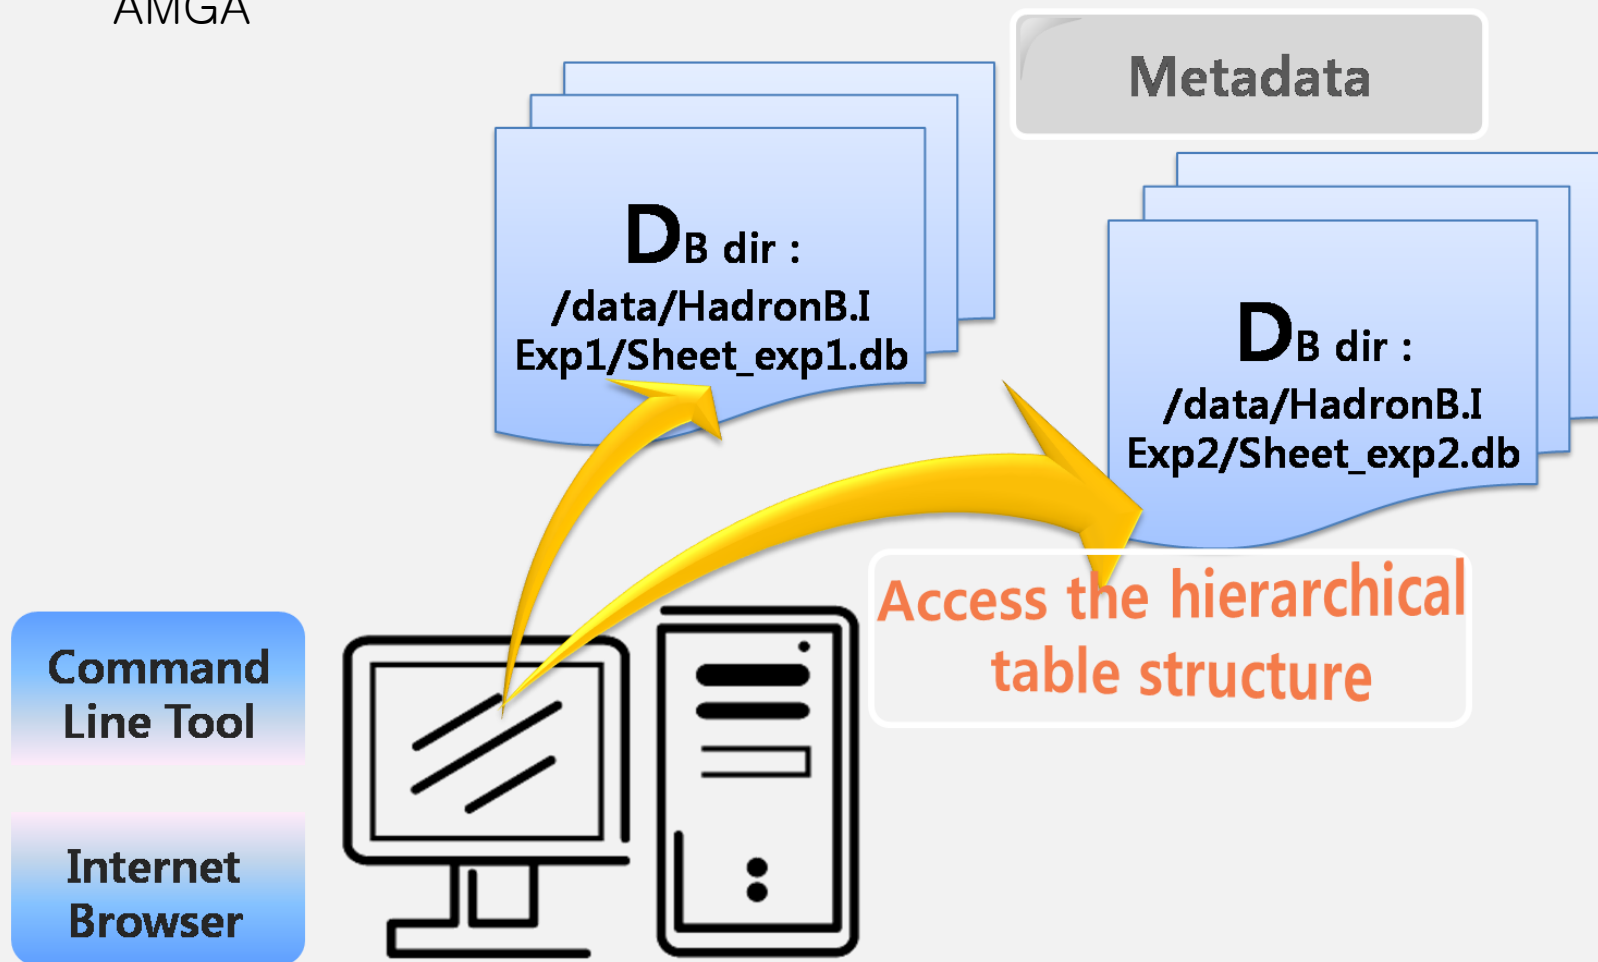 AMGA
Metadata
DB dir :
/data/HadronB.I
Exp1/Sheet_exp1.db
DB dir :
/data/HadronB.I
Exp2/Sheet_exp2.db
Access the hierarchical
table structure
Command
Line Tool
Internet
Browser